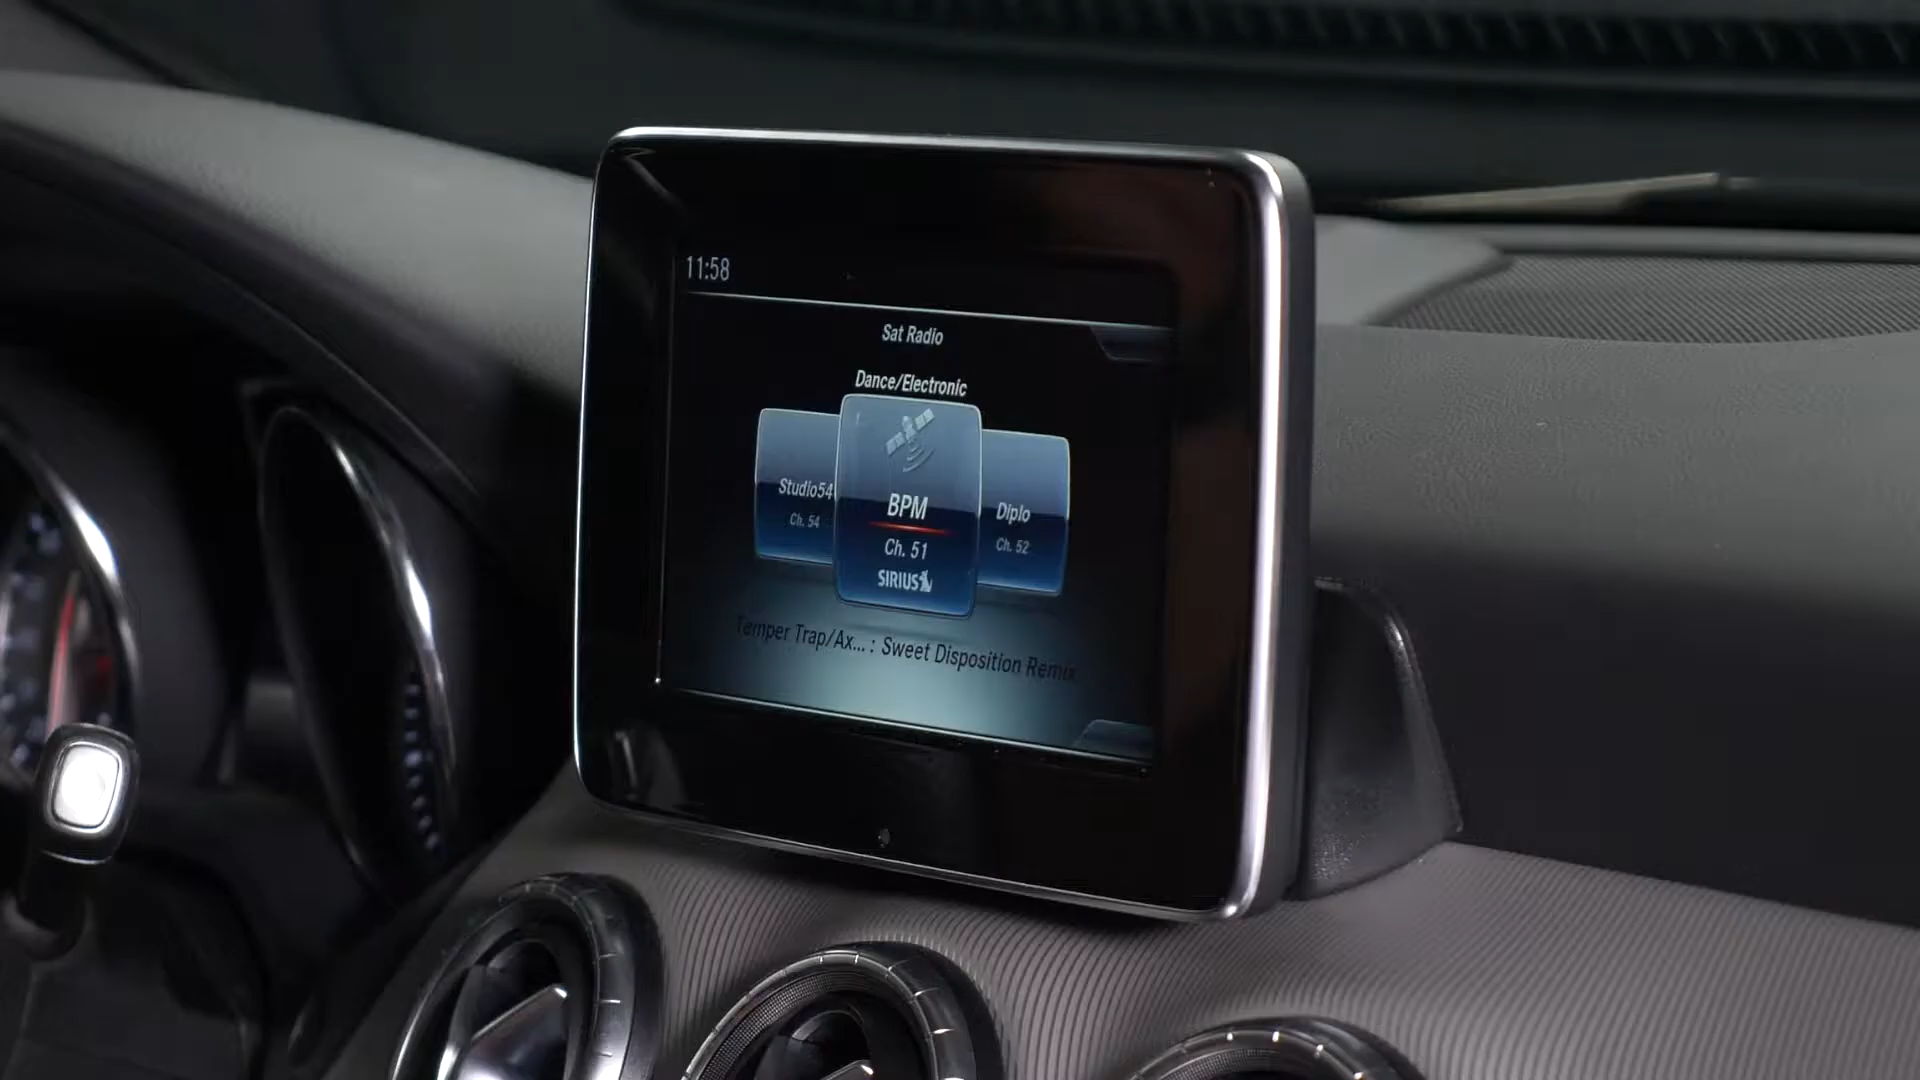 11:58
Sat Radio
Dance/Electronic
Studio54
Ch. 54
BPM
Ch. 51
SIRIUS
Diplo
Ch. 52
Temper Trap/Ax... : Sweet Disposition Remix